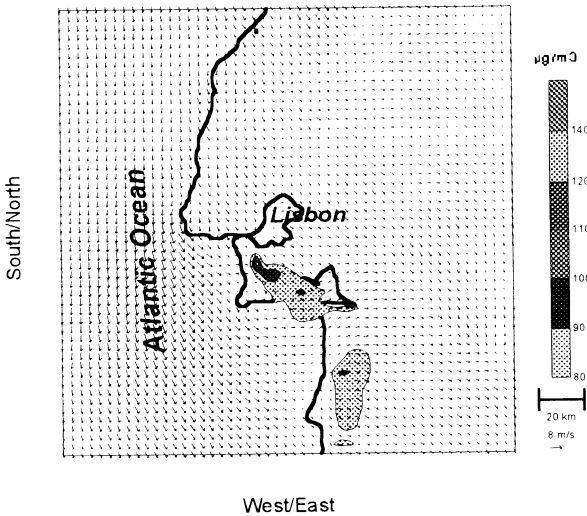 µg/m3
140
120
110
100
90
80
Lisbon
Atlantic Ocean
South/North
20 km
8 m/s
West/East